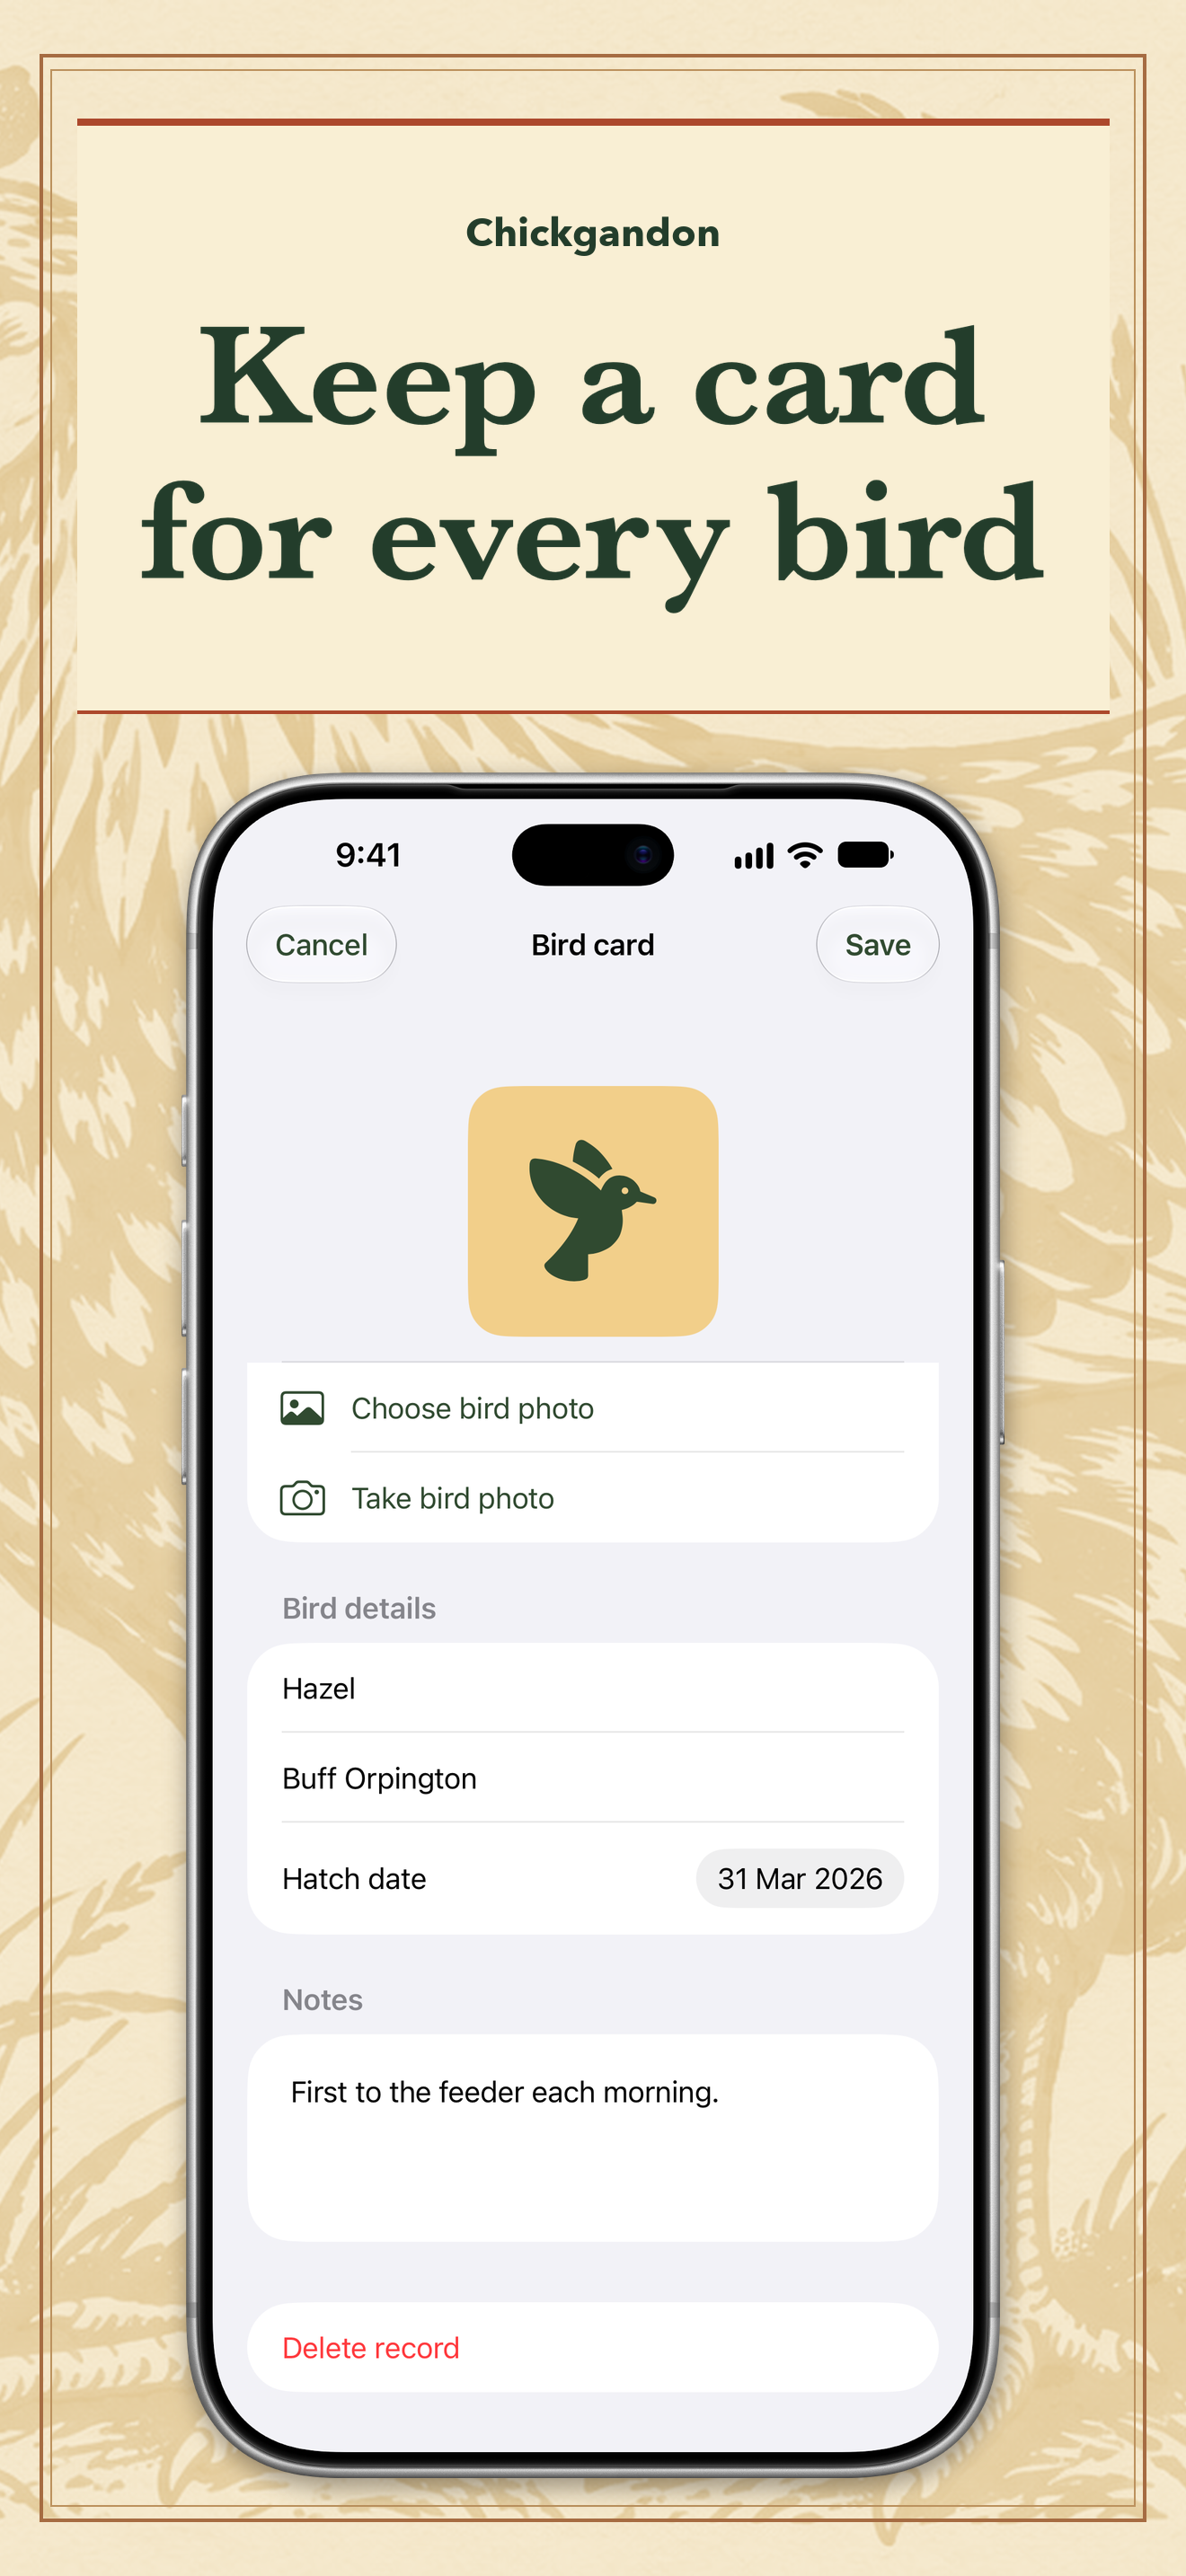 Chickgandon
Keep a card
for every bird
9:41
Cancel
Bird card
Save
Choose bird photo
Take bird photo
Bird details
Hazel
Buff Orpington
Hatch date
31 Mar 2026
Notes
First to the feeder each morning.
Delete record